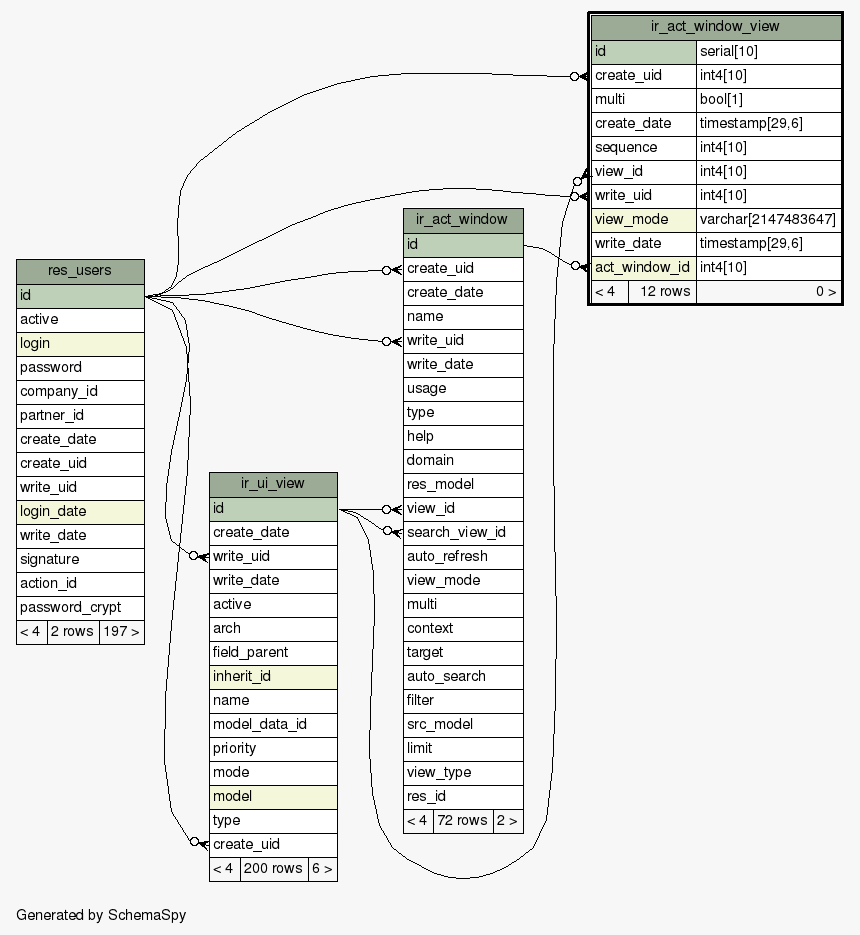 ir_act_window_view
id serial[10]
create_uid int4[10]
multi bool[1]
create_date timestamp[29,6]
sequence int4[10]
view_id int4[10]
write_uid int4[10]
view_mode varchar[2147483647]
write_date timestamp[29,6]
act_window_id int4[10]
< 4 12 rows 0 >
ir_act_window
id
create_uid
create_date
name
write_uid
write_date
usage
type
help
domain
res_model
view_id
search_view_id
auto_refresh
view_mode
multi
context
target
auto_search
filter
src_model
limit
view_type
res_id
< 4 72 rows 2 >
res_users
id
active
login
password
company_id
partner_id
create_date
create_uid
write_uid
login_date
write_date
signature
action_id
password_crypt
< 4 2 rows 197 >
ir_ui_view
id
create_date
write_uid
write_date
active
arch
field_parent
inherit_id
name
model_data_id
priority
mode
model
type
create_uid
< 4 200 rows 6 >
Generated by SchemaSpy